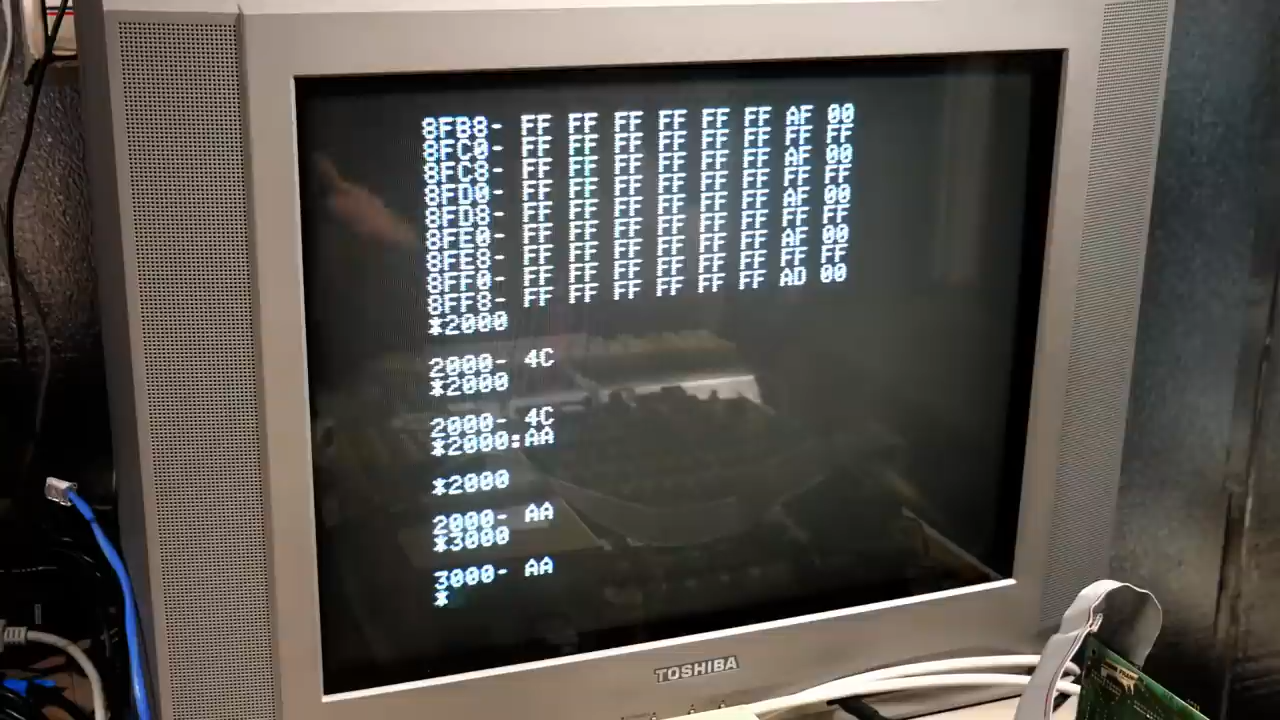 8FB8- FF FF FF FF FF FF AF 00
8FC0- FF FF FF FF FF FF FF FF
8FC8- FF FF FF FF FF FF AF 00
8FD0- FF FF FF FF FF FF FF FF
8FD8- FF FF FF FF FF FF AF 00
8FE0- FF FF FF FF FF FF FF FF
8FE8- FF FF FF FF FF FF AF 00
8FF0- FF FF FF FF FF FF FF FF
8FF8- FF FF FF FF FF FF AD 00
*2000
2000- 4C
*2000
2000- 4C
*2000:AA
*2000
2000- AA
*3000
3000- AA
*
TOSHIBA